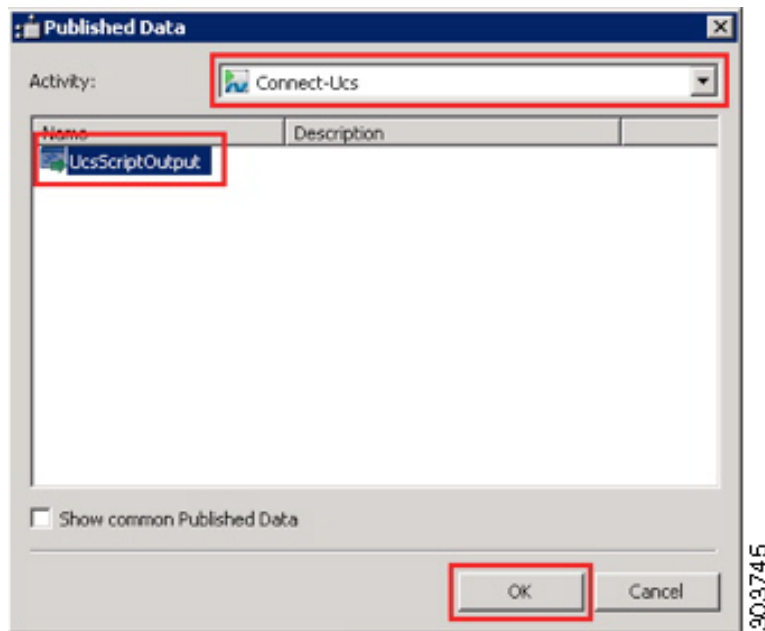 Published Data
Activity:
Connect-Ucs
Name Description
UcsScriptOutput
Show common Published Data
OK Cancel
303745